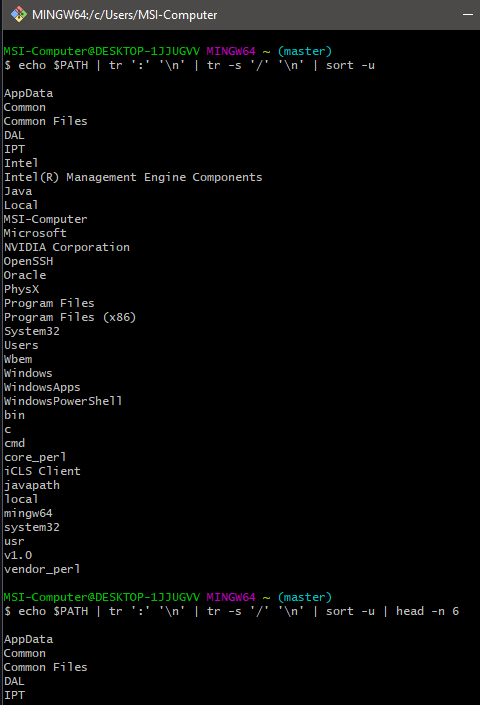 MINGW64:/c/Users/MSI-Computer
MSI-Computer@DESKTOP-1JJUGVV MINGW64 ~ (master)
$ echo $PATH | tr ':' '\n' | tr -s '/' '\n' | sort -u
AppData
Common
Common Files
DAL
IPT
Intel
Intel(R) Management Engine Components
Java
Local
MSI-Computer
Microsoft
NVIDIA Corporation
OpenSSH
Oracle
PhysX
Program Files
Program Files (x86)
System32
Users
Wbem
Windows
WindowsApps
WindowsPowerShell
bin
c
cmd
core_perl
iCLS Client
javapath
local
mingw64
system32
usr
v1.0
vendor_perl
MSI-Computer@DESKTOP-1JJUGVV MINGW64 ~ (master)
$ echo $PATH | tr ':' '\n' | tr -s '/' '\n' | sort -u | head -n 6
AppData
Common
Common Files
DAL
IPT